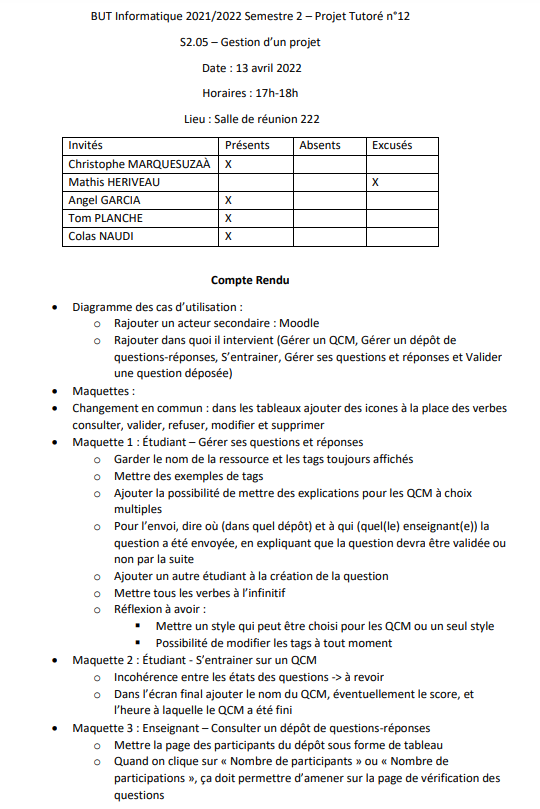 BUT Informatique 2021/2022 Semestre 2 – Projet Tutoré n°12
S2.05 – Gestion d'un projet
Date : 13 avril 2022
Horaires : 17h-18h
Lieu : Salle de réunion 222
Invités Présents Absents Excusés
Christophe MARQUESUZAÀ X
Mathis HERIVEAU X
Angel GARCIA X
Tom PLANCHE X
Colas NAUDI X
Compte Rendu
• Diagramme des cas d'utilisation :
o Rajouter un acteur secondaire : Moodle
o Rajouter dans quoi il intervient (Gérer un QCM, Gérer un dépôt de
questions-réponses, S'entrainer, Gérer ses questions et réponses et Valider
une question déposée)
• Maquettes :
• Changement en commun : dans les tableaux ajouter des icones à la place des verbes
consulter, valider, refuser, modifier et supprimer
• Maquette 1 : Étudiant – Gérer ses questions et réponses
o Garder le nom de la ressource et les tags toujours affichés
o Mettre des exemples de tags
o Ajouter la possibilité de mettre des explications pour les QCM à choix
multiples
o Pour l'envoi, dire où (dans quel dépôt) et à qui (quel(le) enseignant(e)) la
question a été envoyée, en expliquant que la question devra être validée ou
non par la suite
o Ajouter un autre étudiant à la création de la question
o Mettre tous les verbes à l'infinitif
o Réflexion à avoir :
▪ Mettre un style qui peut être choisi pour les QCM ou un seul style
▪ Possibilité de modifier les tags à tout moment
• Maquette 2 : Étudiant - S'entrainer sur un QCM
o Incohérence entre les états des questions -> à revoir
o Dans l'écran final ajouter le nom du QCM, éventuellement le score, et
l'heure à laquelle le QCM a été fini
• Maquette 3 : Enseignant – Consulter un dépôt de questions-réponses
o Mettre la page des participants du dépôt sous forme de tableau
o Quand on clique sur « Nombre de participants » ou « Nombre de
participations », ça doit permettre d'amener sur la page de vérification des
questions